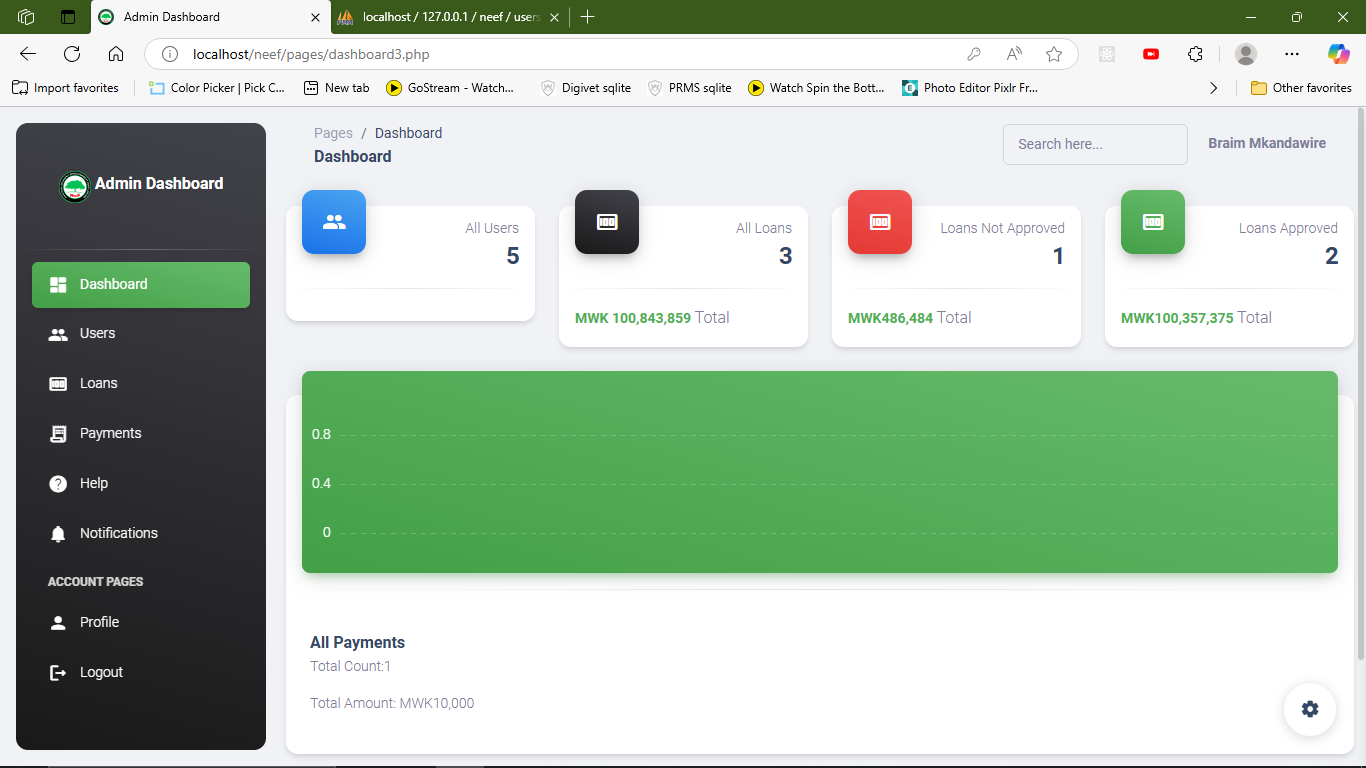 Admin Dashboard
localhost / 127.0.0.1 / neef / users
localhost/neef/pages/dashboard3.php
Import favorites
Color Picker | Pick C...
New tab
GoStream - Watch...
Digivet sqlite
PRMS sqlite
Watch Spin the Bott...
Photo Editor Pixlr Fr...
Other favorites
Admin Dashboard
Dashboard
Users
Loans
Payments
Help
Notifications
ACCOUNT PAGES
Profile
Logout
Pages / Dashboard
Dashboard
Search here...
Braim Mkandawire
All Users
5
All Loans
3
MWK 100,843,859 Total
Loans Not Approved
1
MWK486,484 Total
Loans Approved
2
MWK100,357,375 Total
0.8
0.4
0
All Payments
Total Count:1
Total Amount: MWK10,000